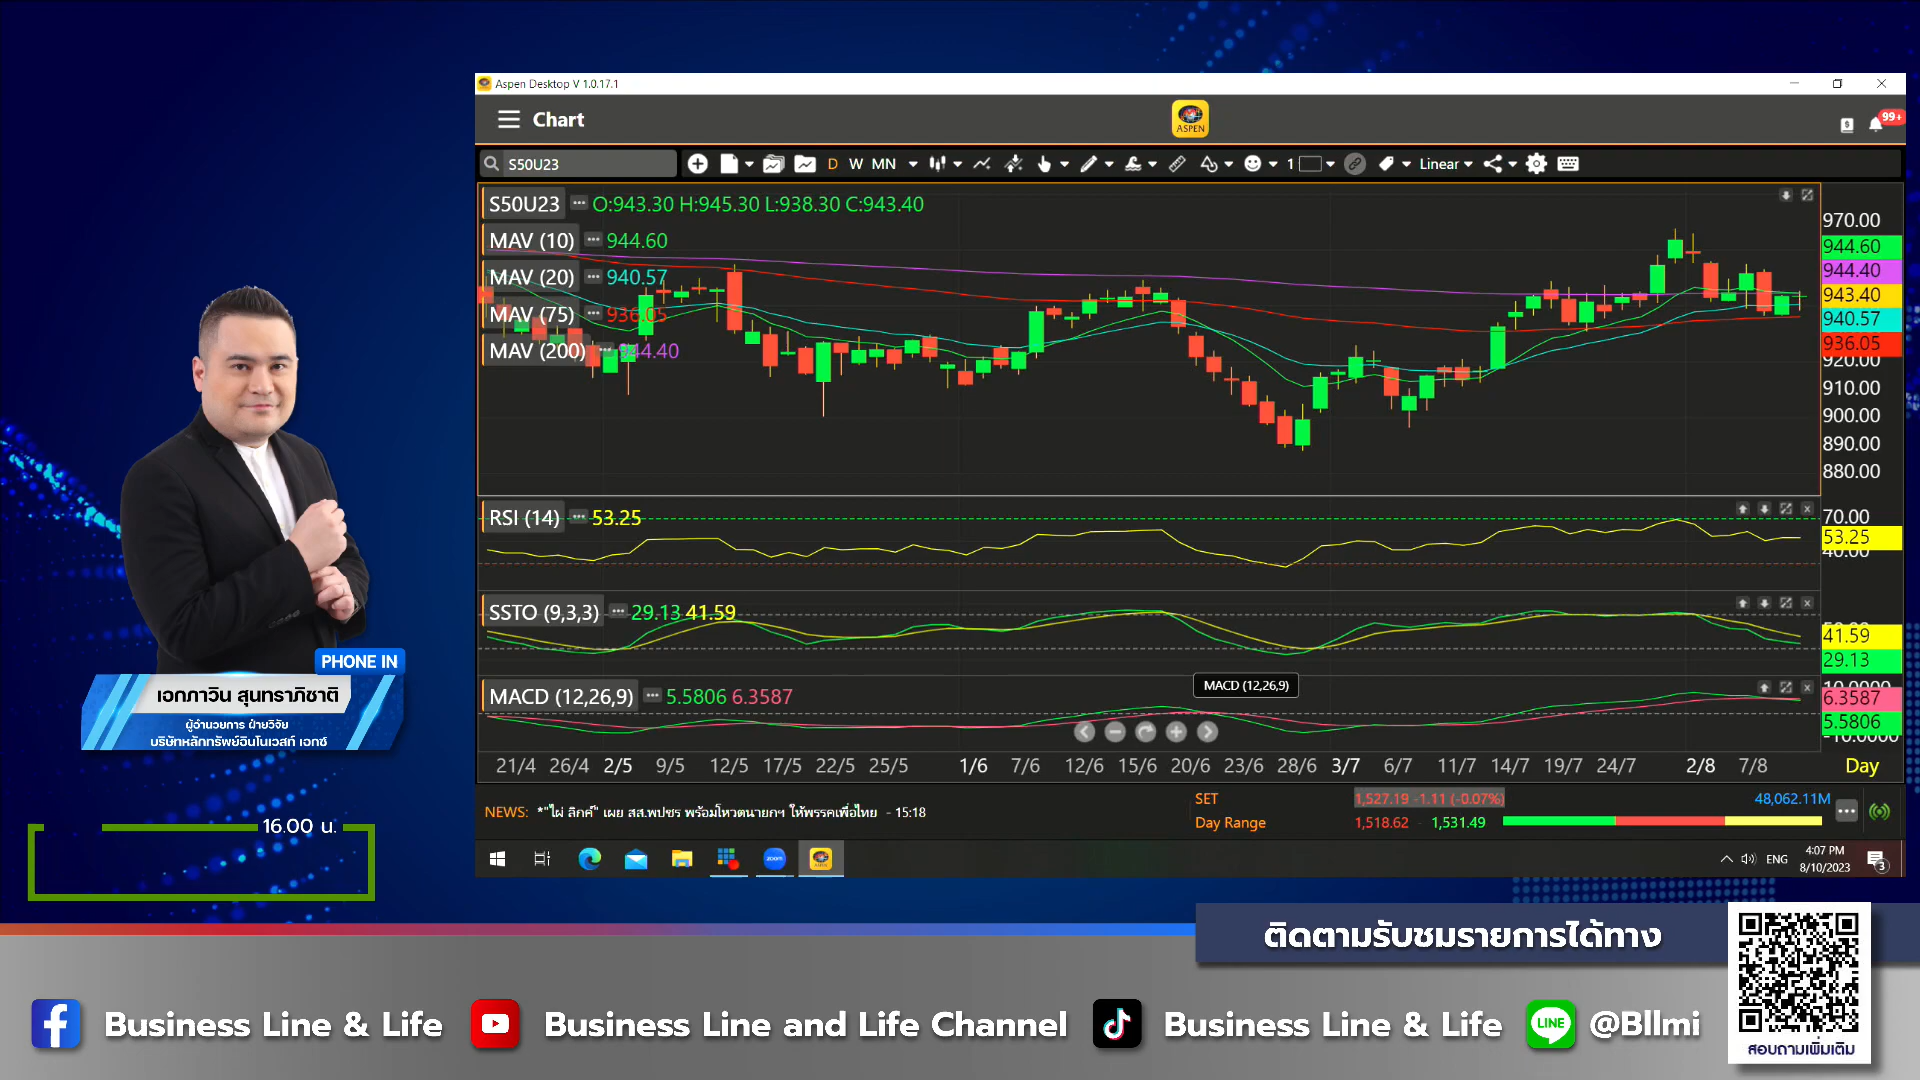 Aspen Desktop V 1.0.17.1
Chart
ASPEN
99+
S50U23
D W MN
1
Linear
S50U23 O:943.30 H:945.30 L:938.30 C:943.40
MAV (10) 944.60
MAV (20) 940.57
MAV (75) 936.05
MAV (200) 944.40
970.00
944.60
944.40
943.40
940.57
936.05
920.00
910.00
900.00
890.00
880.00
RSI (14) 53.25
70.00
53.25
40.00
SSTO (9,3,3) 29.13 41.59
41.59
29.13
MACD (12,26,9) 5.5806 6.3587
MACD (12,26,9)
6.3587
5.5806
-10.0000
21/4 26/4 2/5 9/5 12/5 17/5 22/5 25/5 1/6 7/6 12/6 15/6 20/6 23/6 28/6 3/7 6/7 11/7 14/7 19/7 24/7 2/8 7/8 Day
NEWS: *"ไผ่ ลิกค์" เผย สส.พปชร พร้อมโหวตนายกฯ ให้พรรคเพื่อไทย - 15:18
SET 1,527.19 -1.11 (-0.07%) 48,062.11M
Day Range 1,518.62 - 1,531.49
zoom
ENG
4:07 PM
8/10/2023
3
PHONE IN
เอกภาวิน สุนทราภิชาติ
ผู้อำนวยการ ฝ่ายวิจัย
บริษัทหลักทรัพย์อินโนเวสท์ เอกซ์
16.00 น.
ติดตามรับชมรายการได้ทาง
Business Line & Life
Business Line and Life Channel
Business Line & Life
LINE
@Bllmi
สอบถามเพิ่มเติม